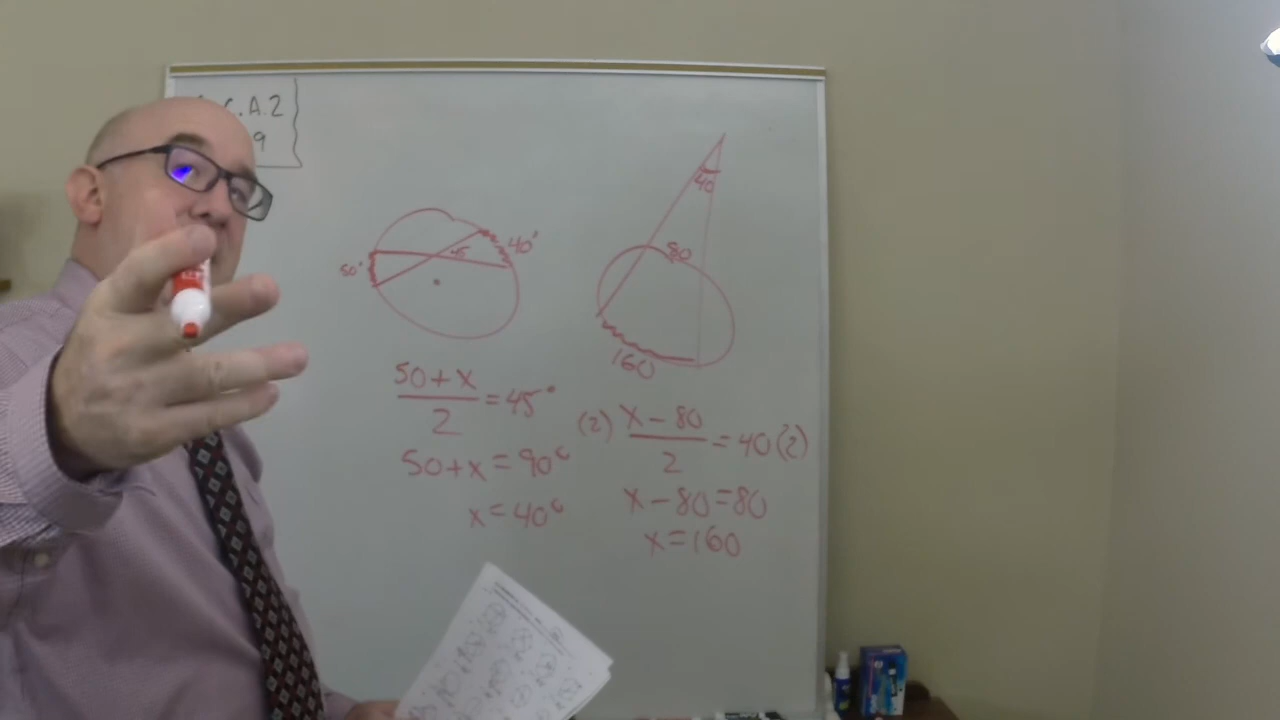 C.A.2
9
50°
45
40°
50+x
2
=45°
50+x=90°
x=40°
40
80
160
(2) x-80
2
=40(2)
x-80=80
x=160